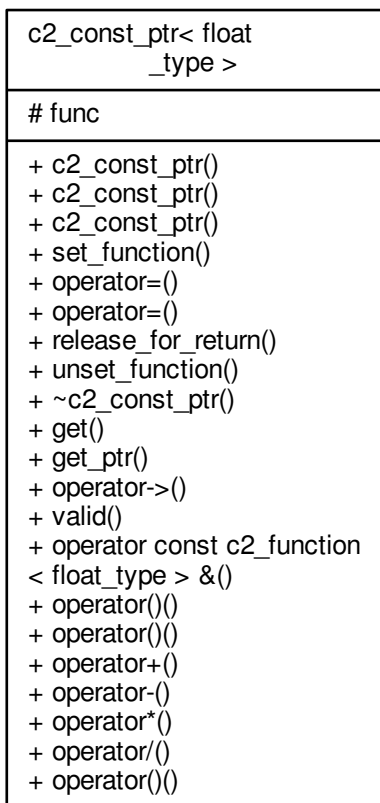 c2_const_ptr< float
_type >
# func
+ c2_const_ptr()
+ c2_const_ptr()
+ c2_const_ptr()
+ set_function()
+ operator=()
+ operator=()
+ release_for_return()
+ unset_function()
+ ~c2_const_ptr()
+ get()
+ get_ptr()
+ operator->()
+ valid()
+ operator const c2_function
< float_type > &()
+ operator()()
+ operator()()
+ operator+()
+ operator-()
+ operator*()
+ operator/()
+ operator()()